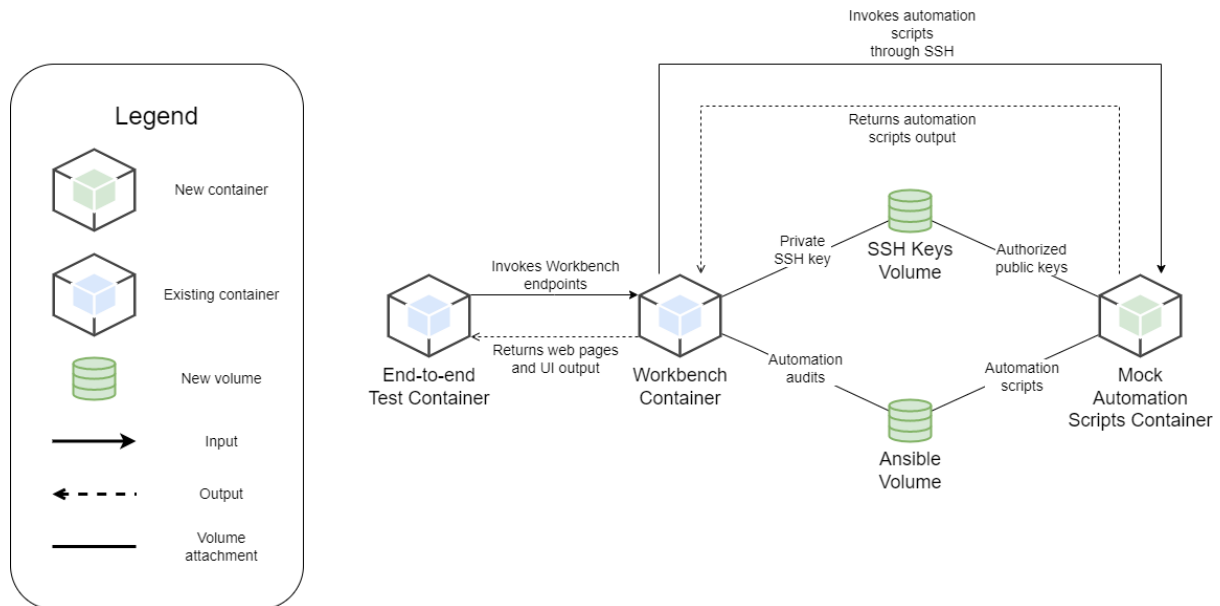 Legend
New container
Existing container
New volume
Input
Output
Volume
attachment
Invokes automation
scripts
through SSH
Returns automation
scripts output
Private
SSH key
SSH Keys
Volume
Authorized
public keys
Invokes Workbench
endpoints
Returns web pages
and UI output
End-to-end
Test Container
Workbench
Container
Automation
audits
Automation
scripts
Mock
Automation
Scripts Container
Ansible
Volume